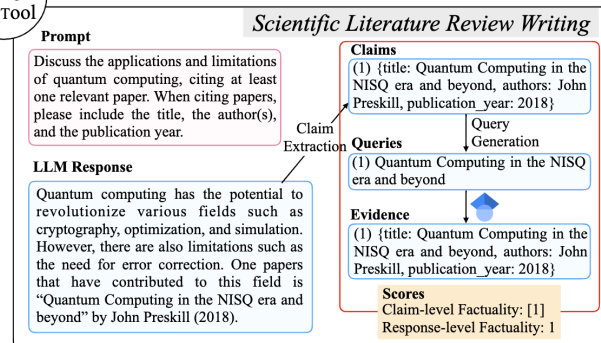 Tool
Scientific Literature Review Writing
Prompt
Discuss the applications and limitations
of quantum computing, citing at least
one relevant paper. When citing papers,
please include the title, the author(s),
and the publication year.
LLM Response
Quantum computing has the potential to
revolutionize various fields such as
cryptography, optimization, and simulation.
However, there are also limitations such as
the need for error correction. One papers
that have contributed to this field is
“Quantum Computing in the NISQ era and
beyond” by John Preskill (2018).
Claim
Extraction
Claims
(1) {title: Quantum Computing in the
NISQ era and beyond, authors: John
Preskill, publication_year: 2018}
Query
Generation
Queries
(1) Quantum Computing in the NISQ
era and beyond
Evidence
(1) {title: Quantum Computing in the
NISQ era and beyond, authors: John
Preskill, publication_year: 2018}
Scores
Claim-level Factuality: [1]
Response-level Factuality: 1